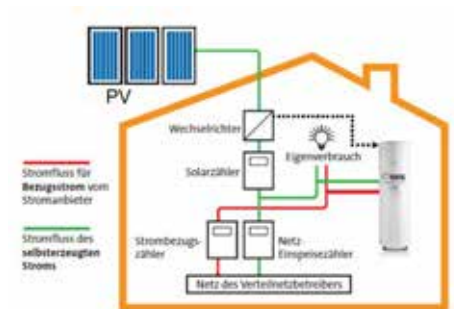 PV
Wechselrichter
Eigenverbrauch
Solarzähler
Stromfluss für
Bezugsstrom vom
Stromanbieter
Stromfluss des
selbsterzeugten
Stroms
Strombezugs-
zähler
Netz-
Einspeisezähler
Netz des Verteilnetzbetreibers